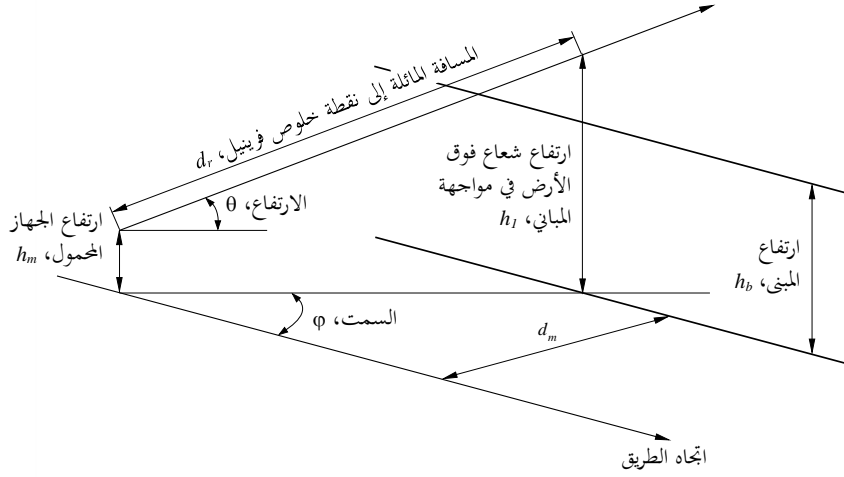 المسافة المائلة إلى نقطة خلوص فرينيل، dr
ارتفاع شعاع فوق
الأرض في مواجهة
المباني، h1
الارتفاع، θ
ارتفاع الجهاز
المحمول، hm
ارتفاع
المبنى، hb
السمت، φ
dm
اتجاه الطريق